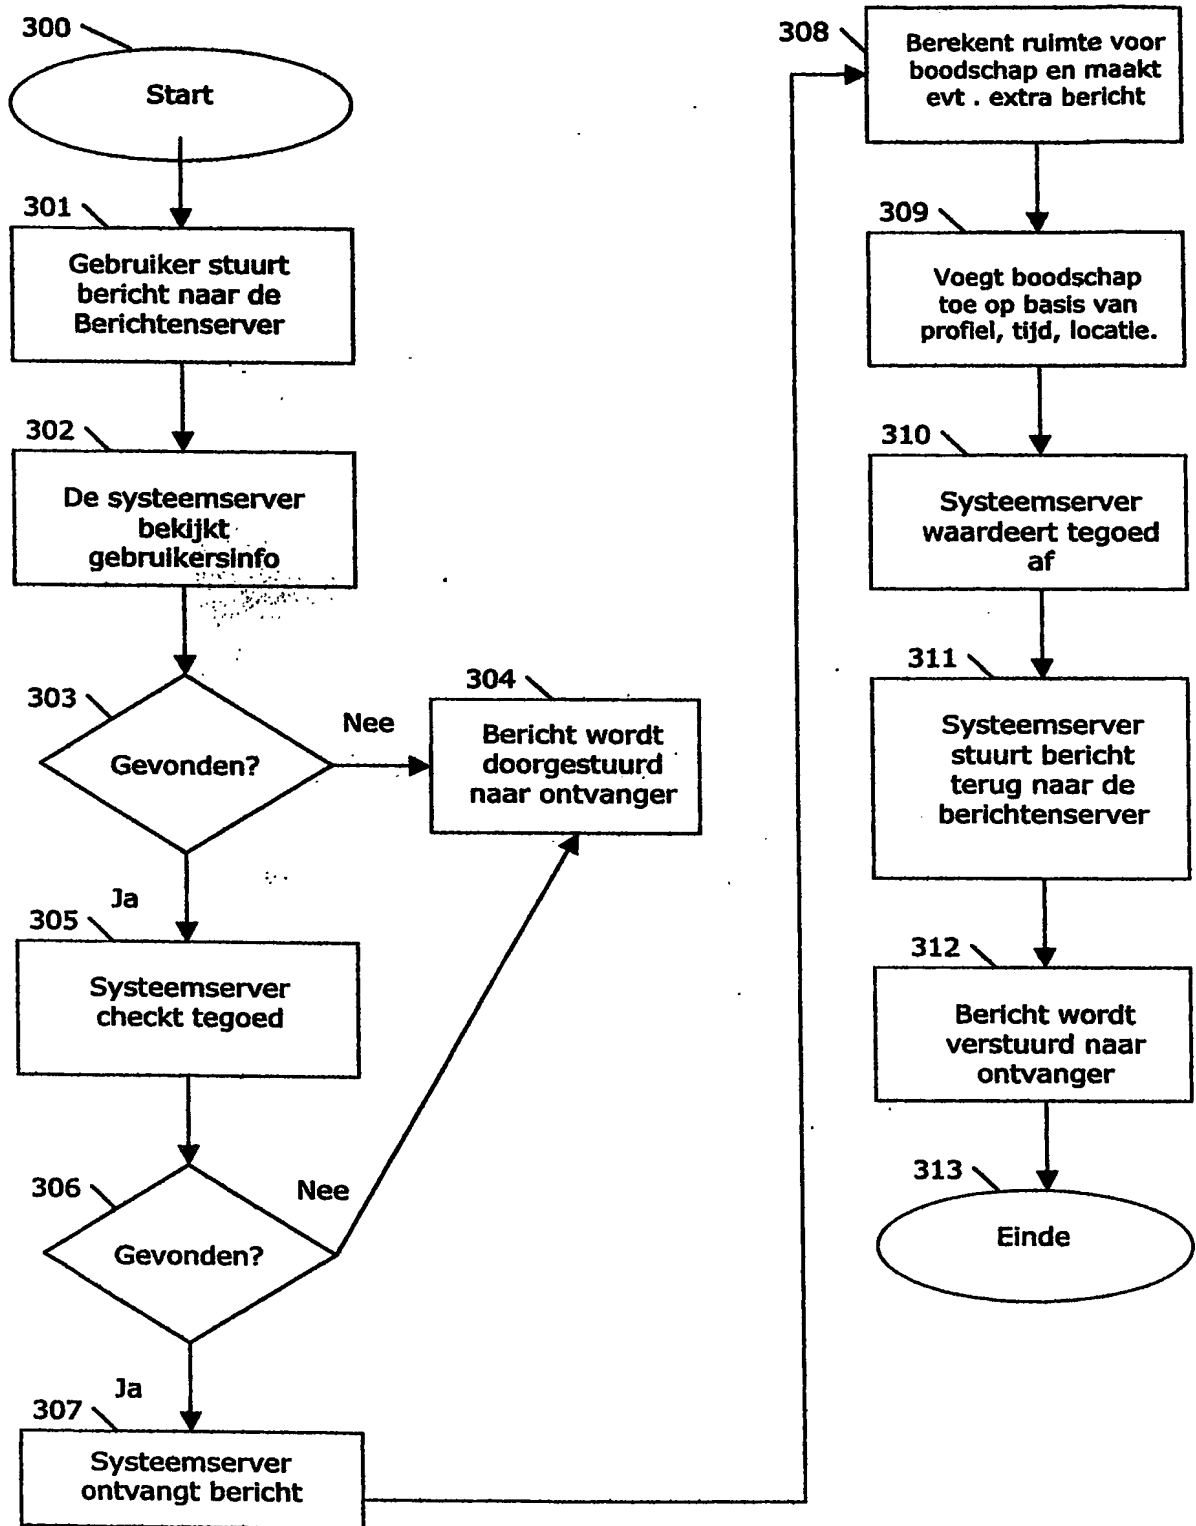 300
Start
301
Gebruiker stuurt
bericht naar de
Berichtenserver
302
De systeemserver
bekijkt
gebruikersinfo
303
Gevonden?
Nee
304
Bericht wordt
doorgestuurd
naar ontvanger
Ja
305
Systeemserver
checkt tegoed
306
Gevonden?
Nee
Ja
307
Systeemserver
ontvangt bericht
308
Berekent ruimte voor
boodschap en maakt
evt . extra bericht
309
Voegt boodschap
toe op basis van
profiel, tijd, locatie.
310
Systeemserver
waardeert tegoed
af
311
Systeemserver
stuurt bericht
terug naar de
berichtenserver
312
Bericht wordt
verstuurd naar
ontvanger
313
Einde